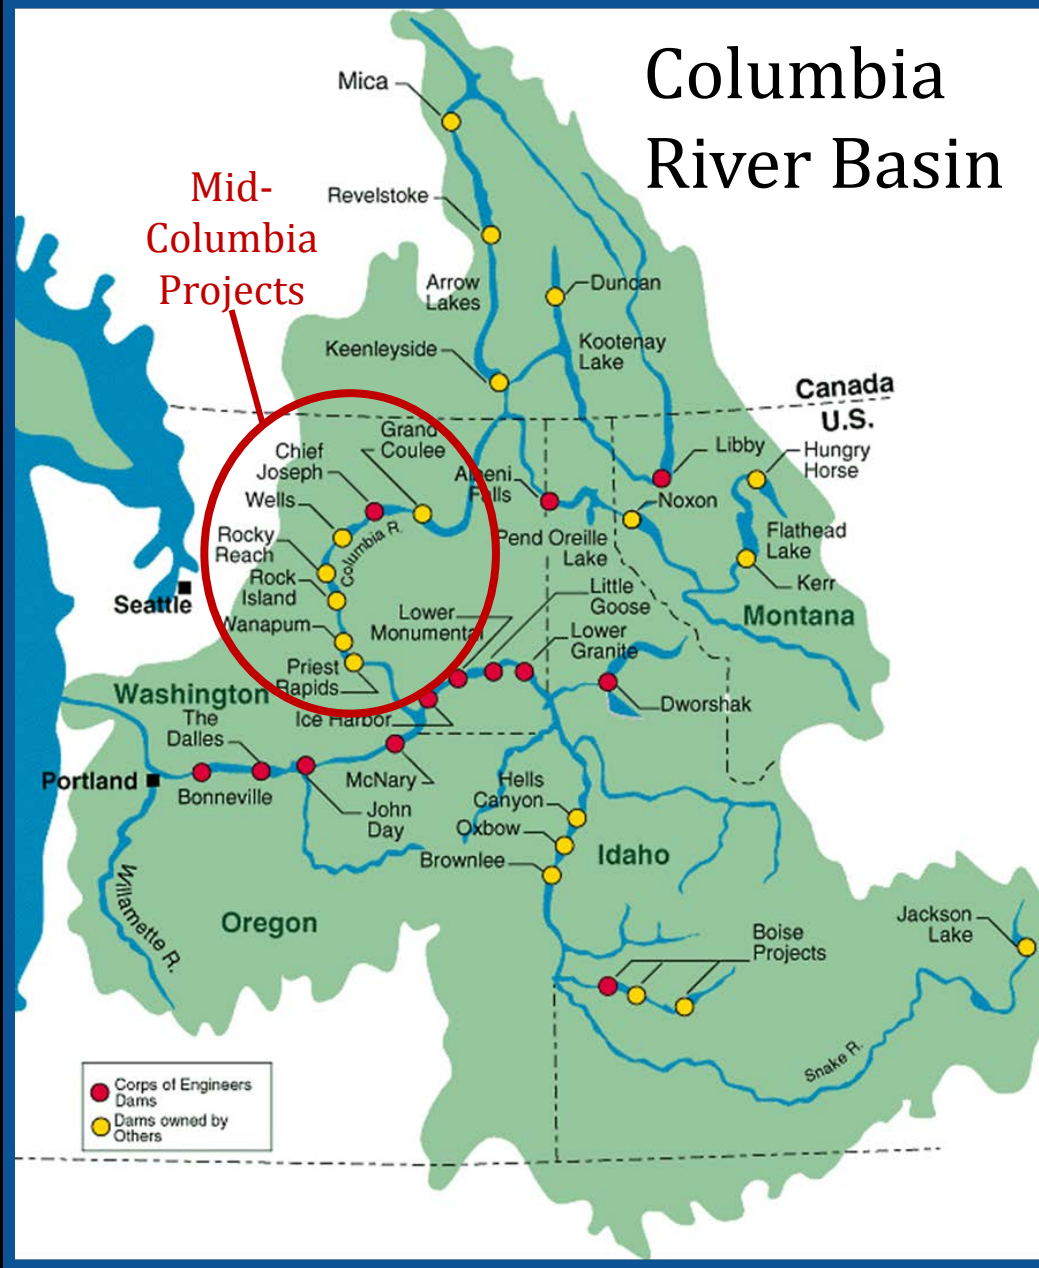 Columbia
River Basin
Mica
Mid-
Columbia
Projects
Revelstoke
Arrow
Lakes
Duncan
Keenleyside
Kootenay
Lake
Canada
U.S.
Grand
Coulee
Chief
Joseph
Libby
Hungry
Horse
Albeni
Falls
Wells
Noxon
Rocky
Reach
Columbia R.
Pend Oreille
Lake
Flathead
Lake
Rock
Island
Kerr
Seattle
Little
Goose
Lower
Monumental
Montana
Wanapum
Lower
Granite
Priest
Rapids
Washington
Dworshak
Ice Harbor
The
Dalles
Portland
McNary
Bonneville
John
Day
Hells
Canyon
Oxbow
Brownlee
Idaho
Willamette R.
Oregon
Jackson
Lake
Boise
Projects
Snake R.
Corps of Engineers
Dams
Dams owned by
Others